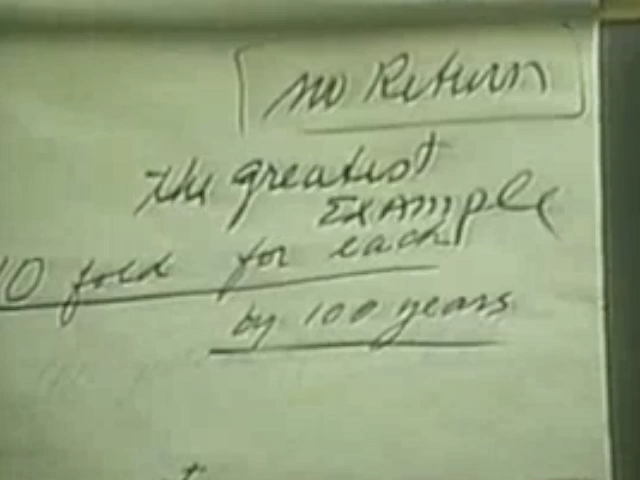 no Return
The greatest
Example
10 fold for each
by 100 years